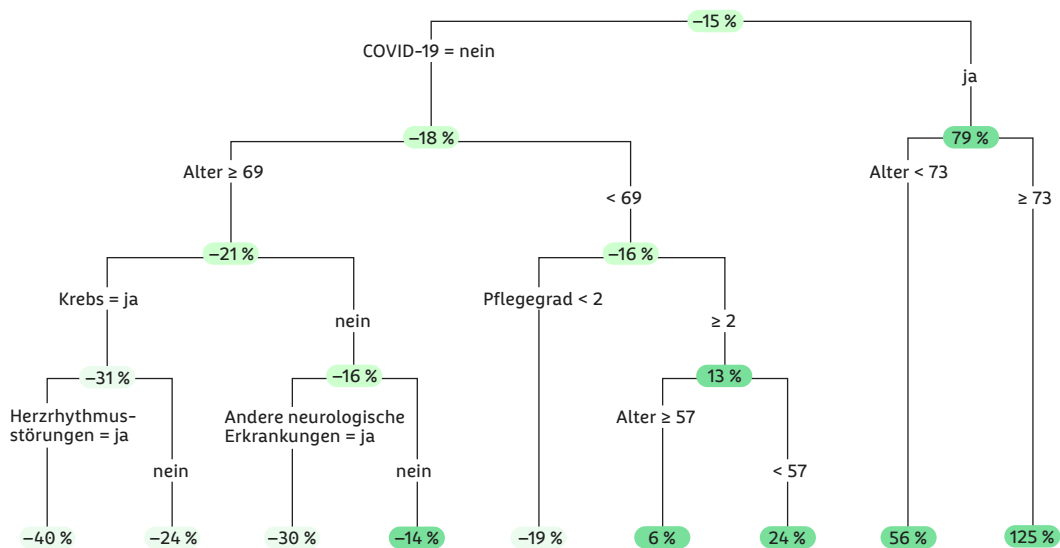 –15 %
COVID-19 = nein
ja
–18 %
79 %
Alter ≥ 69
< 69
Alter < 73
≥ 73
–21 %
–16 %
Krebs = ja
nein
Pflegegrad < 2
≥ 2
–31 %
–16 %
13 %
Herzrhythmus-
störungen = ja
nein
Andere neurologische
Erkrankungen = ja
nein
Alter ≥ 57
< 57
–40 %
–24 %
–30 %
–14 %
–19 %
6 %
24 %
56 %
125 %